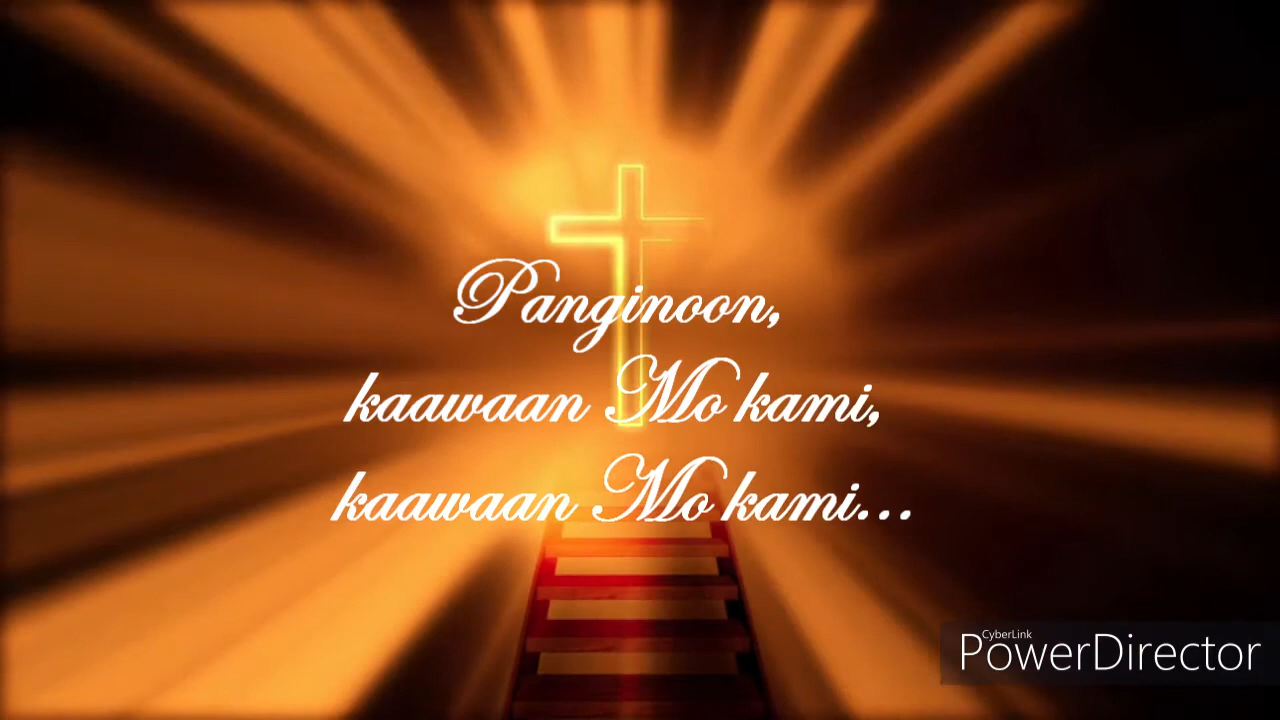 Panginoon,
kaawaan Mo kami,
kaawaan Mo kami...
CyberLink
PowerDirector